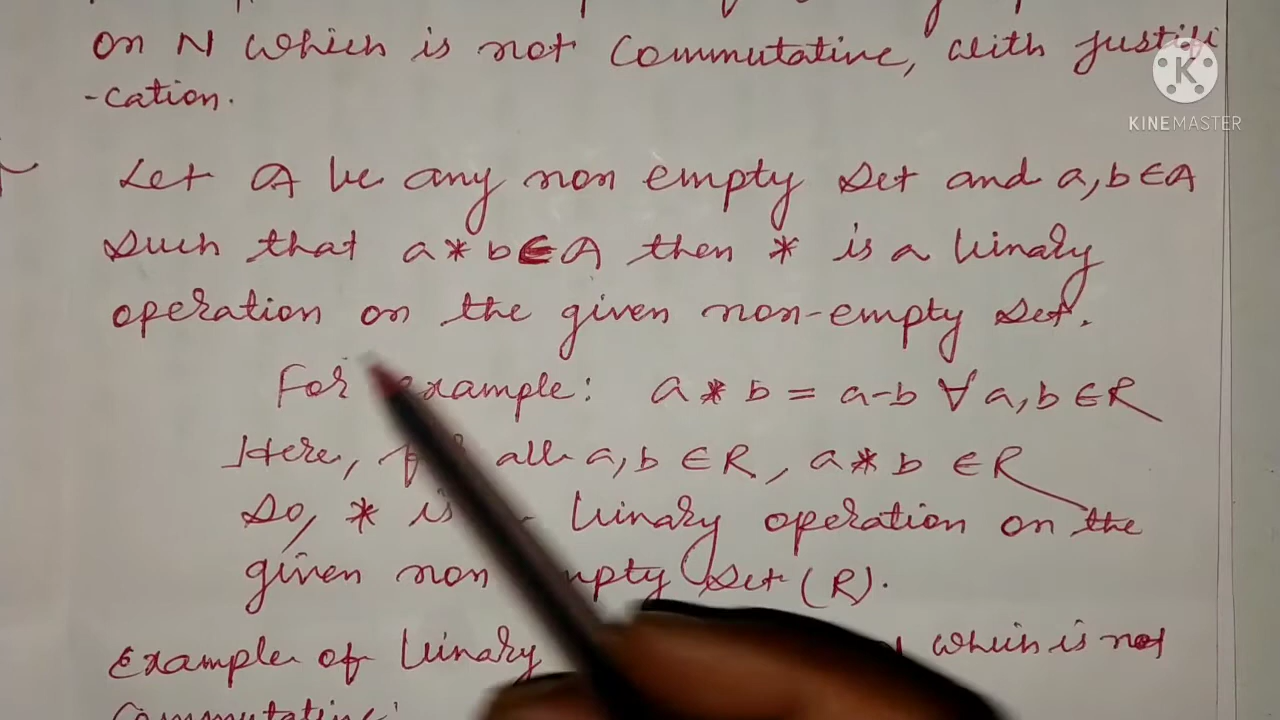 on N which is not Commutative, with justifi
-cation.
KINEMASTER
Let A be any non empty set and a, b ∈ A
such that a * b ∈ A then * is a binary
operation on the given non-empty set.
For example: a * b = a-b ∀ a, b ∈ R
Here, all a, b ∈ R, a * b ∈ R
So, * is binary operation on the
given non set (R).
Example of binary which is not
Commutative: